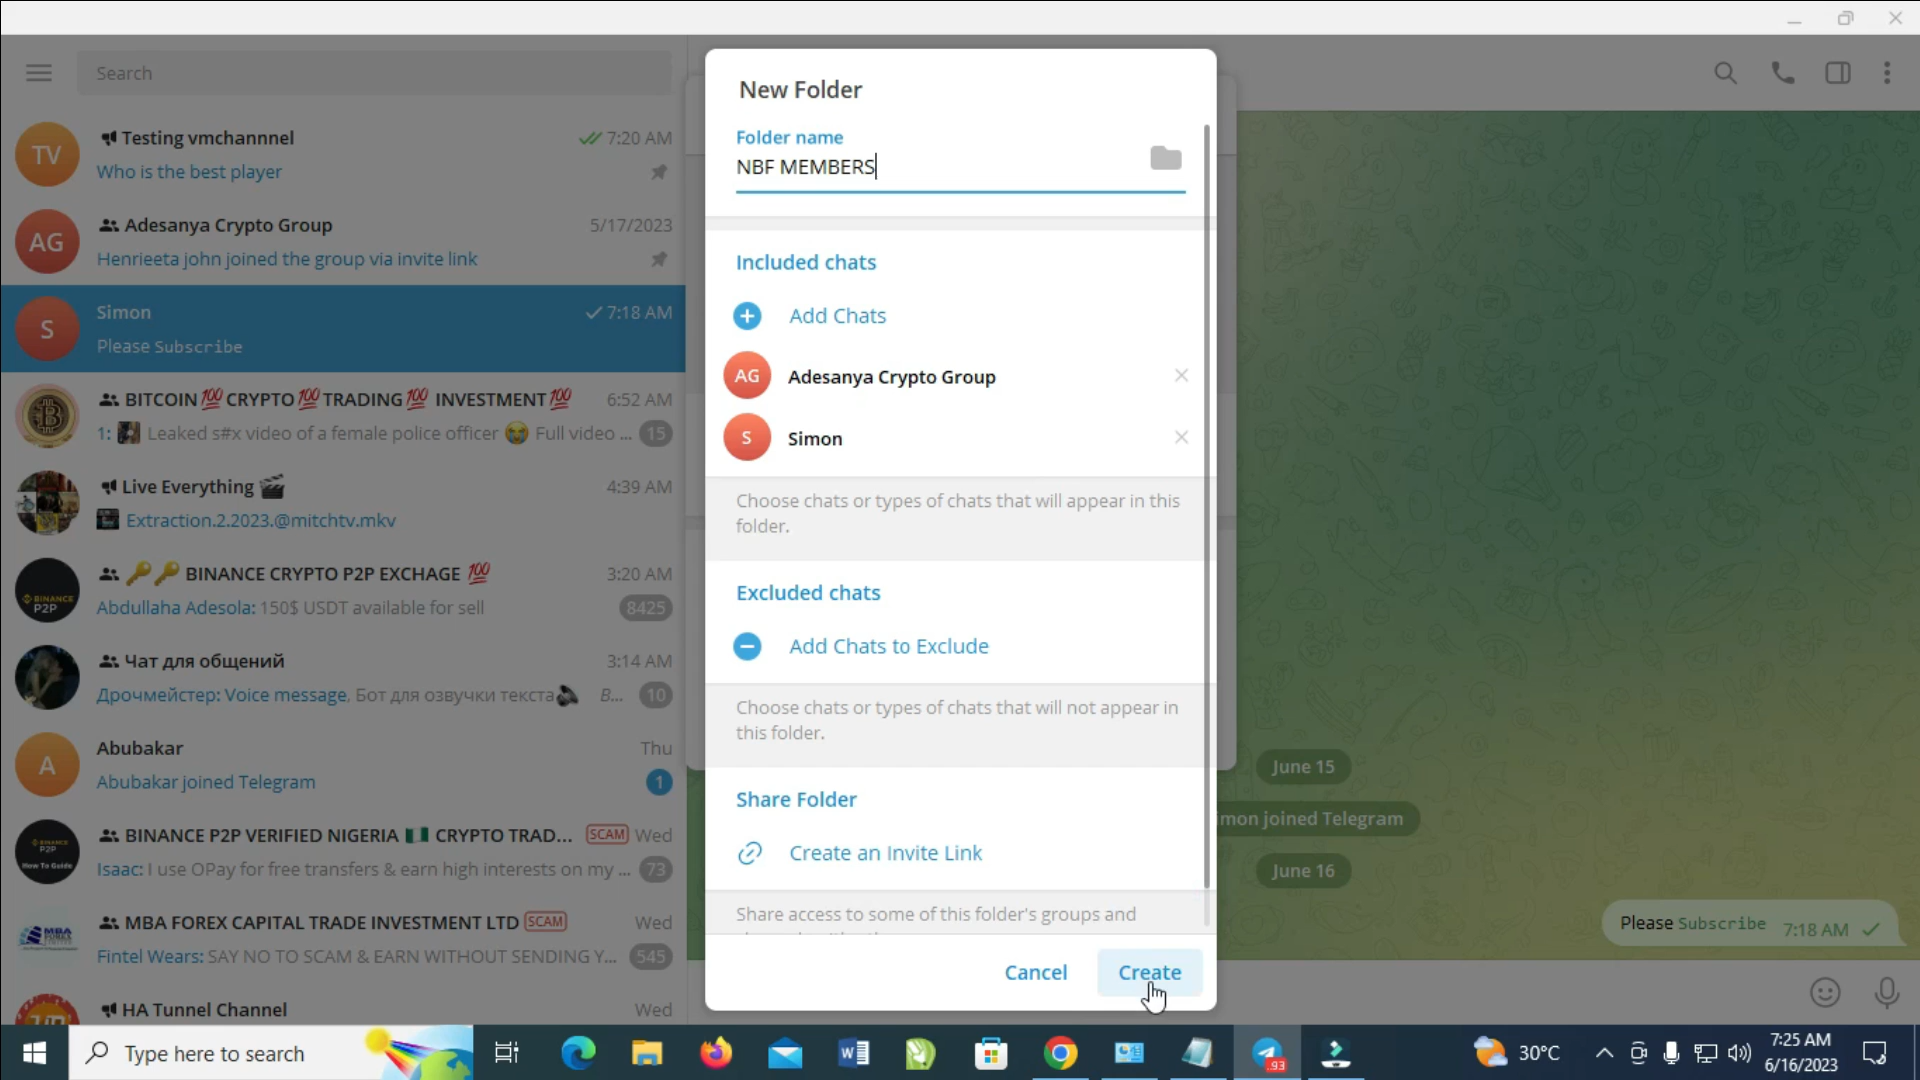 Search
TV
Testing vmchannnel
7:20 AM
Who is the best player
AG
Adesanya Crypto Group
5/17/2023
Henrieeta john joined the group via invite link
S
Simon
7:18 AM
Please Subscribe
BITCOIN💯CRYPTO💯TRADING💯 INVESTMENT💯
6:52 AM
1: Leaked s#x video of a female police officer 😭 Full video ...
15
Live Everything 🎬
4:39 AM
Extraction.2.2023.@mitchtv.mkv
BINANCE
P2P
🔑🔑 BINANCE CRYPTO P2P EXCHAGE 💯
3:20 AM
Abdullaha Adesola: 150$ USDT available for sell
8425
Чат для общений
3:14 AM
Дрочмейстер: Voice message, Бот для озвучки текста🔈 В...
10
A
Abubakar
Thu
Abubakar joined Telegram
1
P2P
How To Guide
BINANCE P2P VERIFIED NIGERIA 🇳🇬 CRYPTO TRAD...
SCAM
Wed
Isaac: I use OPay for free transfers & earn high interests on my ...
73
MBA
MBA FOREX CAPITAL TRADE INVESTMENT LTD
SCAM
Wed
Fintel Wears: SAY NO TO SCAM & EARN WITHOUT SENDING Y...
545
HA Tunnel Channel
Wed
New Folder
Folder name
NBF MEMBERS
Included chats
Add Chats
AG
Adesanya Crypto Group
S
Simon
Choose chats or types of chats that will appear in this
folder.
Excluded chats
Add Chats to Exclude
Choose chats or types of chats that will not appear in
this folder.
Share Folder
Create an Invite Link
Share access to some of this folder's groups and
Cancel
Create
June 15
mon joined Telegram
June 16
Please Subscribe
7:18 AM
Type here to search
93
30°C
7:25 AM
6/16/2023